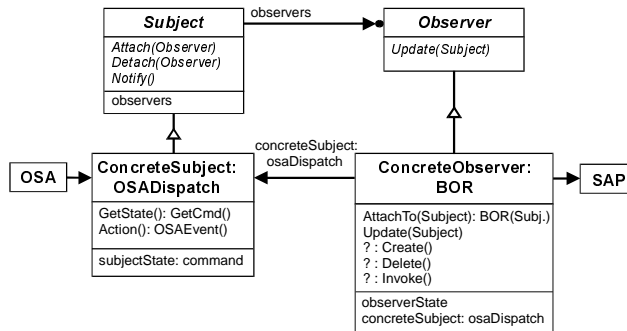 Subject
observers
Observer
Attach(Observer)
Detach(Observer)
Notify()
observers
Update(Subject)
concreteSubject:
osaDispatch
OSA
ConcreteSubject:
OSADispatch
GetState(): GetCmd()
Action(): OSAEvent()
subjectState: command
ConcreteObserver:
BOR
AttachTo(Subject): BOR(Subj.)
Update(Subject)
? : Create()
? : Delete()
? : Invoke()
observerState
concreteSubject: osaDispatch
SAP